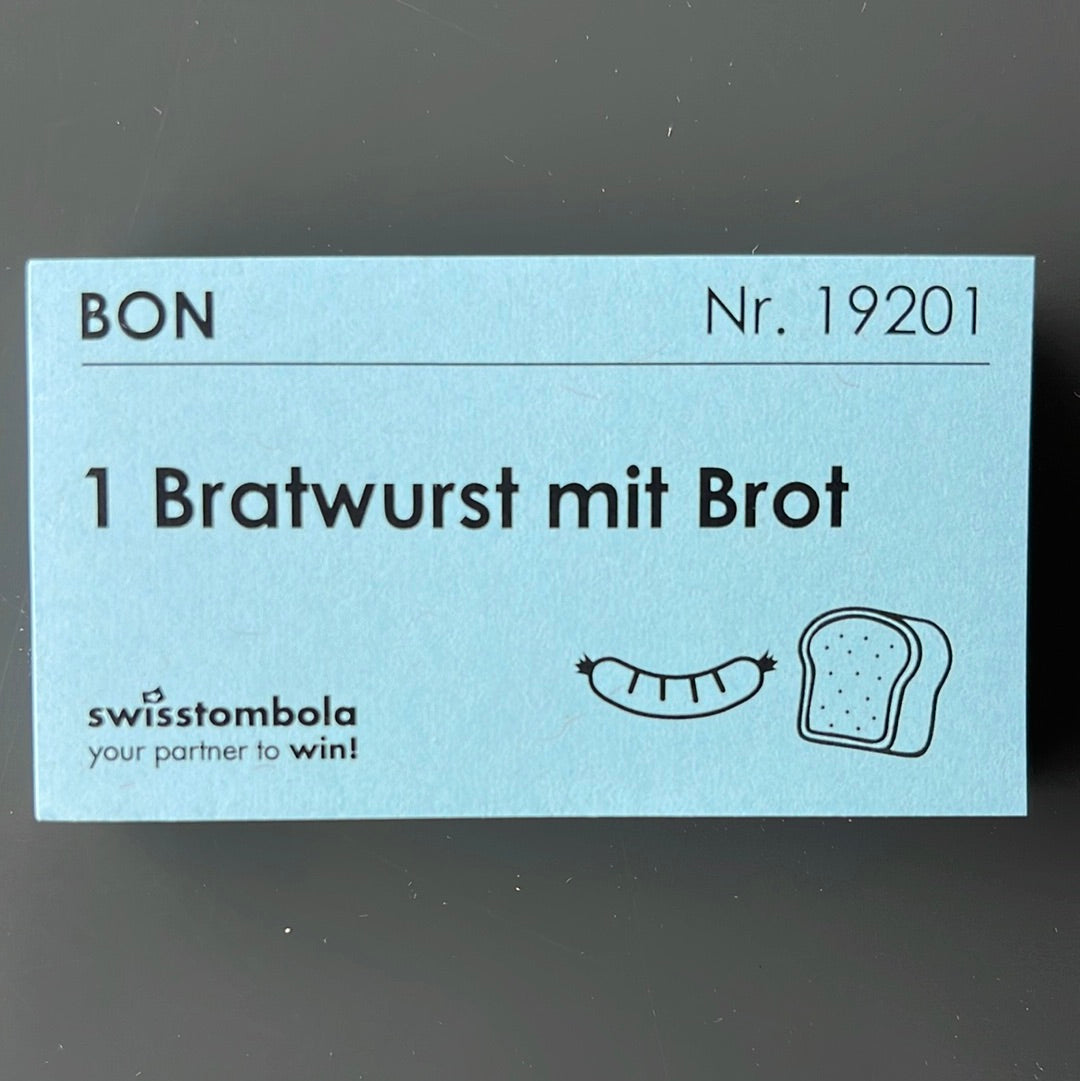 BON
Nr. 19201
1 Bratwurst mit Brot
swisstombola
your partner to win!